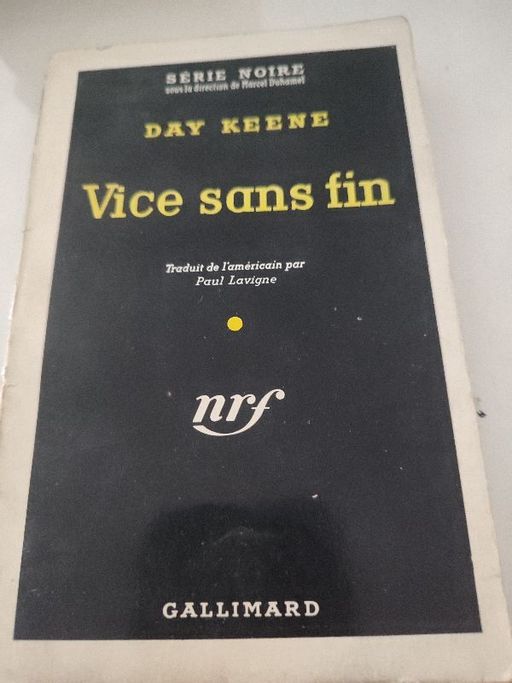 SÉRIE NOIRE
sous la direction de Marcel Duhamel
DAY KEENE
Vice sans fin
Traduit de l'américain par
Paul Lavigne
nrf
GALLIMARD